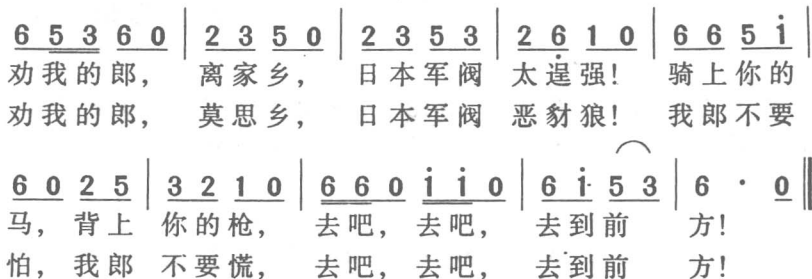 6 5 3 6 0 | 2 3 5 0 | 2 3 5 3 | 2 6 1 0 | 6 6 5 i |
劝我的郎， 离家乡， 日本军阀 太逞强！ 骑上你的
劝我的郎， 莫思乡， 日本军阀 恶豺狼！ 我郎不要
6 0 2 5 | 3 2 1 0 | 6 6 0 i i 0 | 6 i 5 3 | 6 · 0 ‖
马， 背上 你的枪， 去吧， 去吧， 去到前 方！
怕， 我郎 不要慌， 去吧， 去吧， 去到前 方！